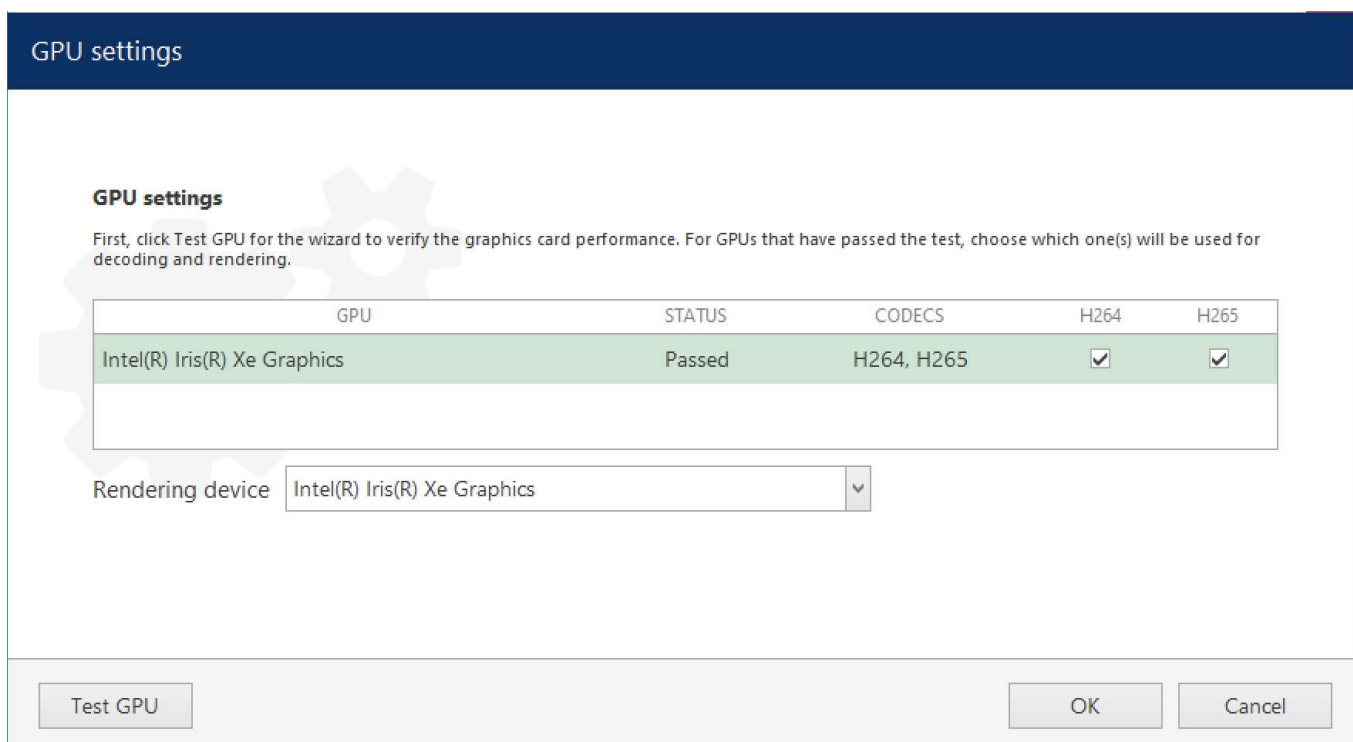 GPU settings
GPU settings
First, click Test GPU for the wizard to verify the graphics card performance. For GPUs that have passed the test, choose which one(s) will be used for
decoding and rendering.
GPU STATUS CODECS H264 H265
Intel(R) Iris(R) Xe Graphics Passed H264, H265
Rendering device Intel(R) Iris(R) Xe Graphics
Test GPU OK Cancel